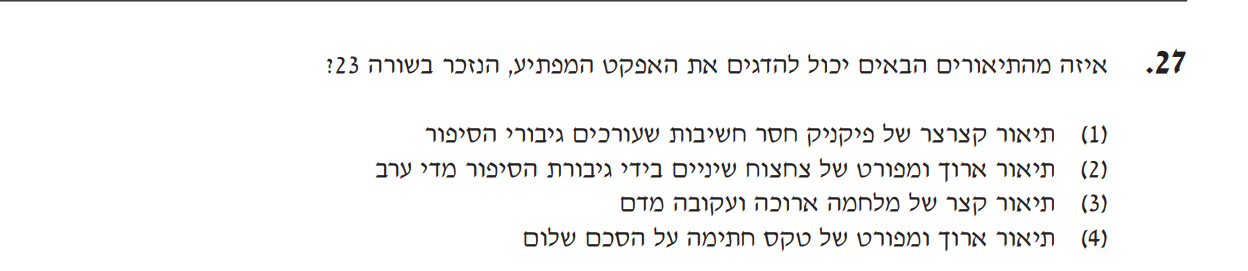 27. איזה מהתיאורים הבאים יכול להדגים את האפקט המפתיע, הנזכר בשורה 23?
(1) תיאור קצרצר של פיקניק חסר חשיבות שעורכים גיבורי הסיפור
(2) תיאור ארוך ומפורט של צחצוח שיניים בידי גיבורת הסיפור מדי ערב
(3) תיאור קצר של מלחמה ארוכה ועקובה מדם
(4) תיאור ארוך ומפורט של טקס חתימה על הסכם שלום